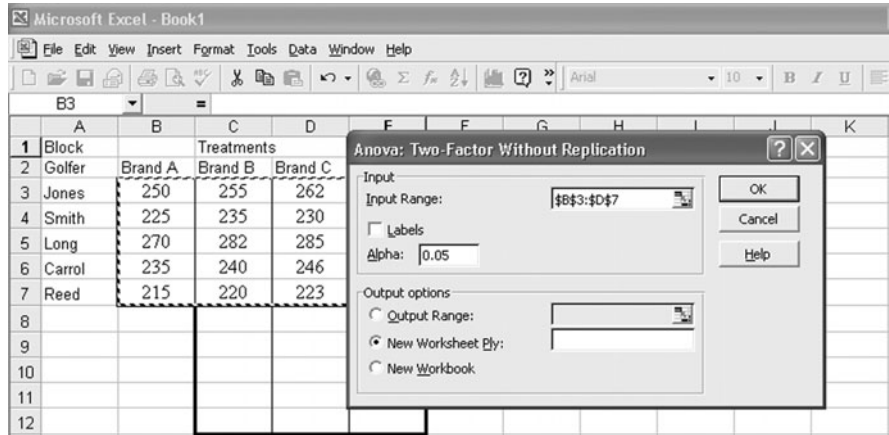 Microsoft Excel - Book1
File Edit View Insert Format Tools Data Window Help
Arial 10 B I U
B3 =
A B C D E F G H I J K
1 Block Treatments
2 Golfer Brand A Brand B Brand C
3 Jones 250 255 262
4 Smith 225 235 230
5 Long 270 282 285
6 Carrol 235 240 246
7 Reed 215 220 223
8
9
10
11
12
Anova: Two-Factor Without Replication
Input
Input Range: $B$3:$D$7
Labels
Alpha: 0.05
Output options
Output Range:
New Worksheet Ply:
New Workbook
OK
Cancel
Help